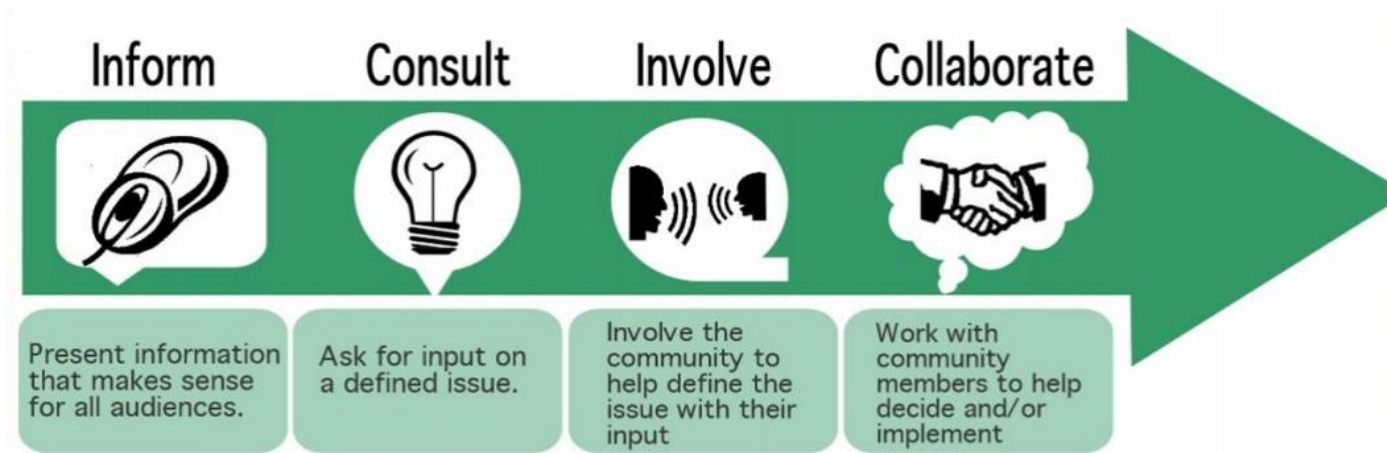 Inform
Consult
Involve
Collaborate
Present information
that makes sense
for all audiences.
Ask for input on
a defined issue.
Involve the
community to
help define the
issue with their
input
Work with
community
members to help
decide and/or
implement